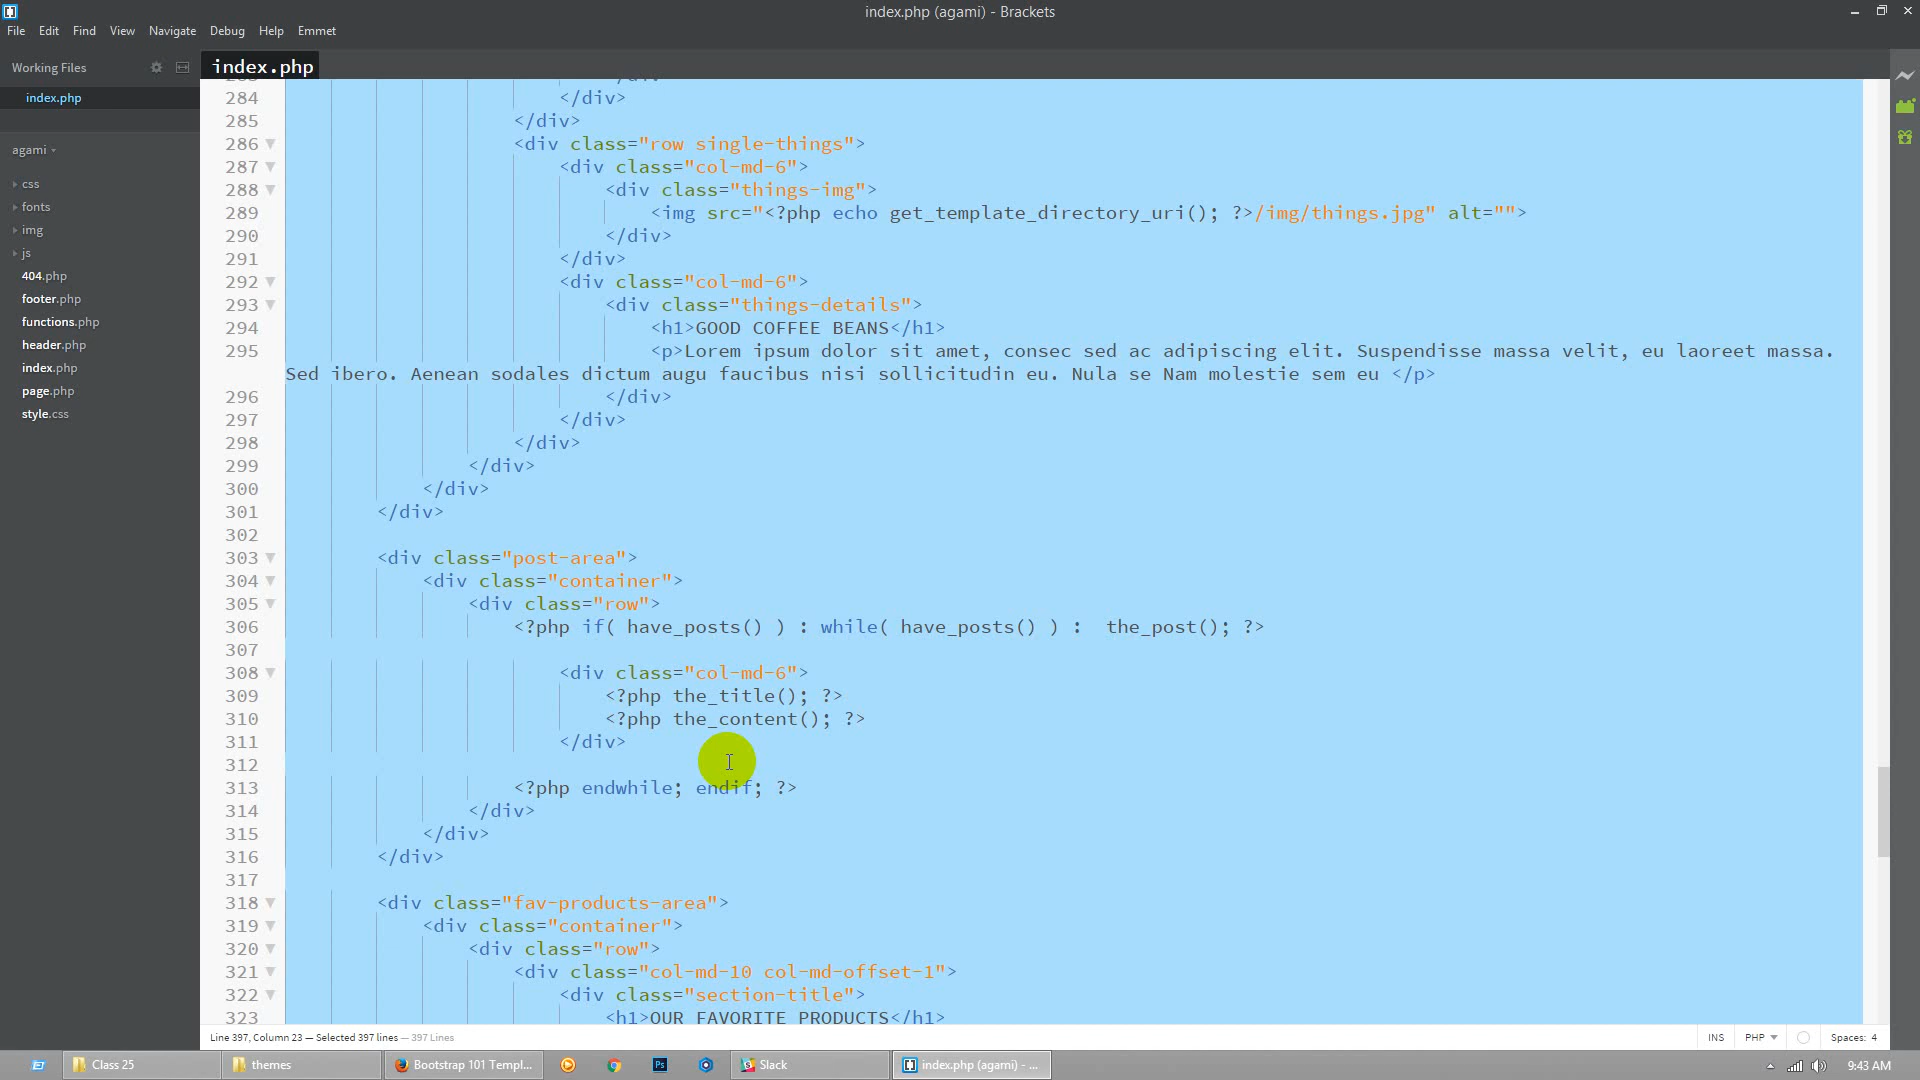 index.php (agami) - Brackets
File Edit Find View Navigate Debug Help Emmet
Working Files
index.php
index.php
agami
css
fonts
img
js
404.php
footer.php
functions.php
header.php
index.php
page.php
style.css
284 </div>
285 </div>
286 <div class="row single-things">
287 <div class="col-md-6">
288 <div class="things-img">
289 <img src="<?php echo get_template_directory_uri(); ?>/img/things.jpg" alt="">
290 </div>
291 </div>
292 <div class="col-md-6">
293 <div class="things-details">
294 <h1>GOOD COFFEE BEANS</h1>
295 <p>Lorem ipsum dolor sit amet, consec sed ac adipiscing elit. Suspendisse massa velit, eu laoreet massa.
Sed ibero. Aenean sodales dictum augu faucibus nisi sollicitudin eu. Nula se Nam molestie sem eu </p>
296 </div>
297 </div>
298 </div>
299 </div>
300 </div>
301 </div>
302
303 <div class="post-area">
304 <div class="container">
305 <div class="row">
306 <?php if( have_posts() ) : while( have_posts() ) :  the_post(); ?>
307
308 <div class="col-md-6">
309 <?php the_title(); ?>
310 <?php the_content(); ?>
311 </div>
312
313 <?php endwhile; endif; ?>
314 </div>
315 </div>
316 </div>
317
318 <div class="fav-products-area">
319 <div class="container">
320 <div class="row">
321 <div class="col-md-10 col-md-offset-1">
322 <div class="section-title">
323 <h1>OUR FAVORITE PRODUCTS</h1>
Line 397, Column 23 — Selected 397 lines — 397 Lines
INS PHP Spaces: 4
Class 25
themes
Bootstrap 101 Templ...
Ps
Slack
index.php (agami) - ...
9:43 AM